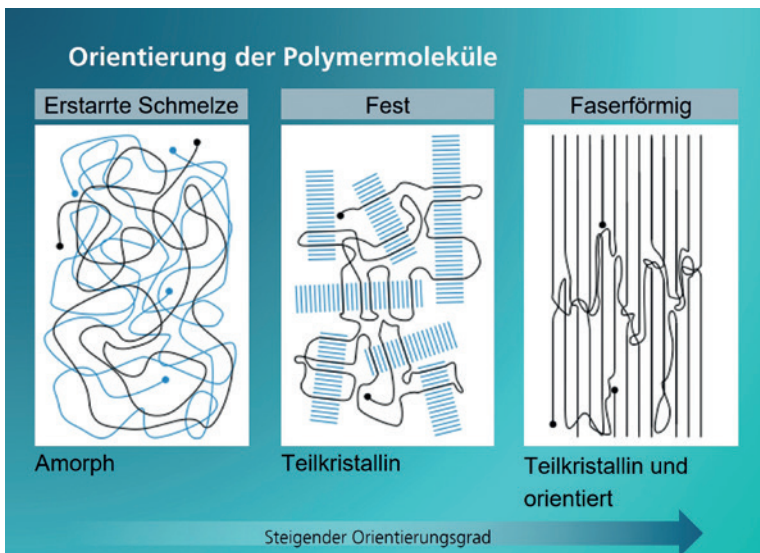 Orientierung der Polymermoleküle
Erstarrte Schmelze
Fest
Faserförmig
Amorph
Teilkristallin
Teilkristallin und
orientiert
Steigender Orientierungsgrad